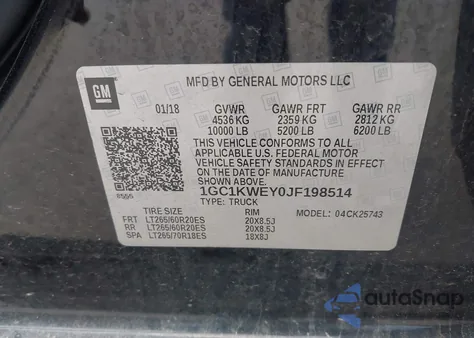 GM
MFD BY GENERAL MOTORS LLC
01/18 GVWR GAWR FRT GAWR RR
4536 KG 2359 KG 2812 KG
10000 LB 5200 LB 6200 LB
THIS VEHICLE CONFORMS TO ALL
APPLICABLE U.S. FEDERAL MOTOR
VEHICLE SAFETY STANDARDS IN EFFECT
ON THE DATE OF MANUFACTURE SHOWN ABOVE.
1GC1KWEY0JF198514
TYPE: TRUCK
TIRE SIZE RIM MODEL: 04CK25743
FRT LT265/60R20ES 20X8.5J
RR LT265/60R20ES 20X8.5J
SPA LT265/70R18ES 18X8J
autoSnap